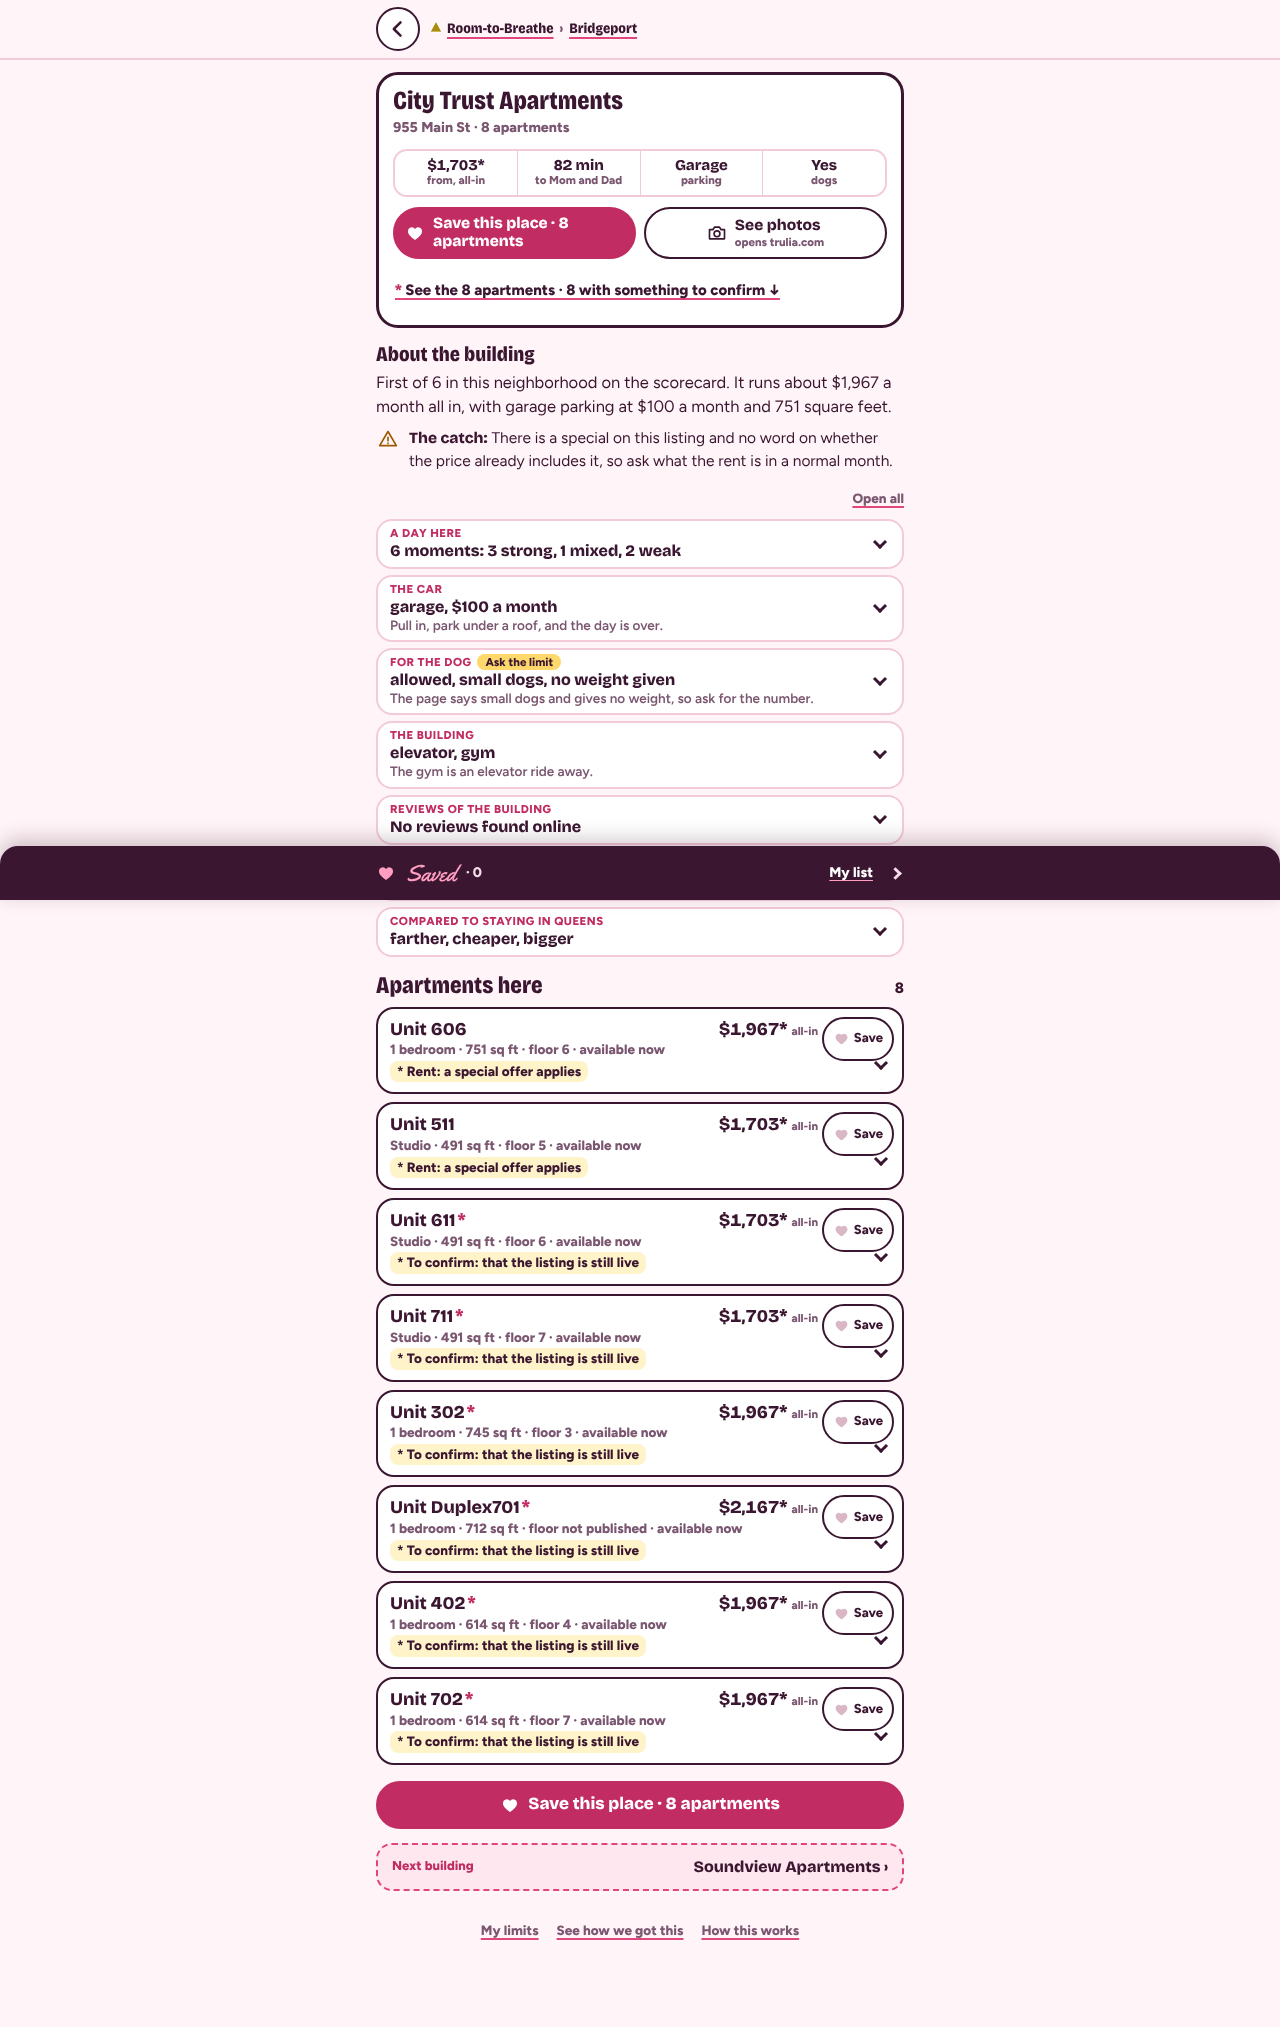 Room-to-Breathe › Bridgeport
City Trust Apartments
955 Main St · 8 apartments
$1,703*
from, all-in
82 min
to Mom and Dad
Garage
parking
Yes
dogs
Save this place · 8
apartments
See photos
opens trulia.com
* See the 8 apartments · 8 with something to confirm ↓
About the building
First of 6 in this neighborhood on the scorecard. It runs about $1,967 a
month all in, with garage parking at $100 a month and 751 square feet.
The catch: There is a special on this listing and no word on whether
the price already includes it, so ask what the rent is in a normal month.
Open all
A DAY HERE
6 moments: 3 strong, 1 mixed, 2 weak
THE CAR
garage, $100 a month
Pull in, park under a roof, and the day is over.
FOR THE DOG Ask the limit
allowed, small dogs, no weight given
The page says small dogs and gives no weight, so ask for the number.
THE BUILDING
elevator, gym
The gym is an elevator ride away.
REVIEWS OF THE BUILDING
No reviews found online
Saved · 0
My list
COMPARED TO STAYING IN QUEENS
farther, cheaper, bigger
Apartments here 8
Unit 606 $1,967* all-in Save
1 bedroom · 751 sq ft · floor 6 · available now
* Rent: a special offer applies
Unit 511 $1,703* all-in Save
Studio · 491 sq ft · floor 5 · available now
* Rent: a special offer applies
Unit 611* $1,703* all-in Save
Studio · 491 sq ft · floor 6 · available now
* To confirm: that the listing is still live
Unit 711* $1,703* all-in Save
Studio · 491 sq ft · floor 7 · available now
* To confirm: that the listing is still live
Unit 302* $1,967* all-in Save
1 bedroom · 745 sq ft · floor 3 · available now
* To confirm: that the listing is still live
Unit Duplex701* $2,167* all-in Save
1 bedroom · 712 sq ft · floor not published · available now
* To confirm: that the listing is still live
Unit 402* $1,967* all-in Save
1 bedroom · 614 sq ft · floor 4 · available now
* To confirm: that the listing is still live
Unit 702* $1,967* all-in Save
1 bedroom · 614 sq ft · floor 7 · available now
* To confirm: that the listing is still live
Save this place · 8 apartments
Next building Soundview Apartments ›
My limits See how we got this How this works